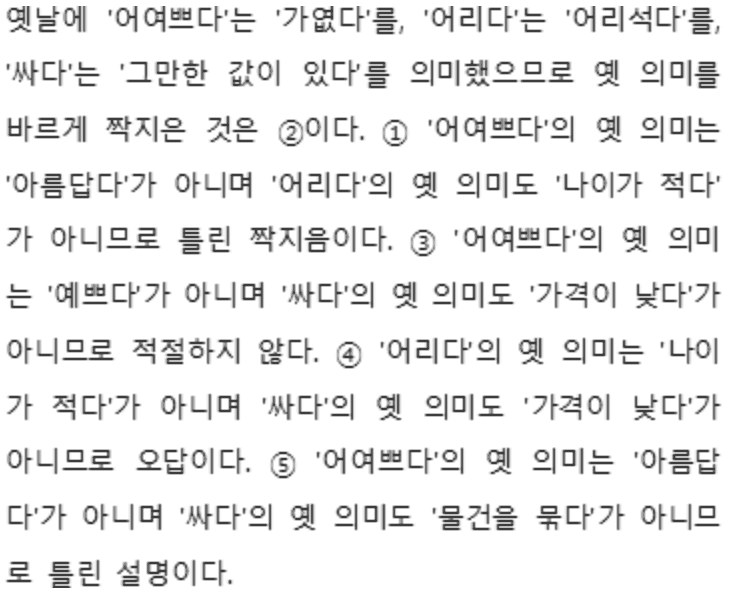 옛날에 '어여쁘다'는 '가엾다'를, '어리다'는 '어리석다'를,
'싸다'는 '그만한 값이 있다'를 의미했으므로 옛 의미를
바르게 짝지은 것은 ②이다. ① '어여쁘다'의 옛 의미는
'아름답다'가 아니며 '어리다'의 옛 의미도 '나이가 적다'
가 아니므로 틀린 짝지음이다. ③ '어여쁘다'의 옛 의미
는 '예쁘다'가 아니며 '싸다'의 옛 의미도 '가격이 낮다'가
아니므로 적절하지 않다. ④ '어리다'의 옛 의미는 '나이
가 적다'가 아니며 '싸다'의 옛 의미도 '가격이 낮다'가
아니므로 오답이다. ⑤ '어여쁘다'의 옛 의미는 '아름답
다'가 아니며 '싸다'의 옛 의미도 '물건을 묶다'가 아니므
로 틀린 설명이다.